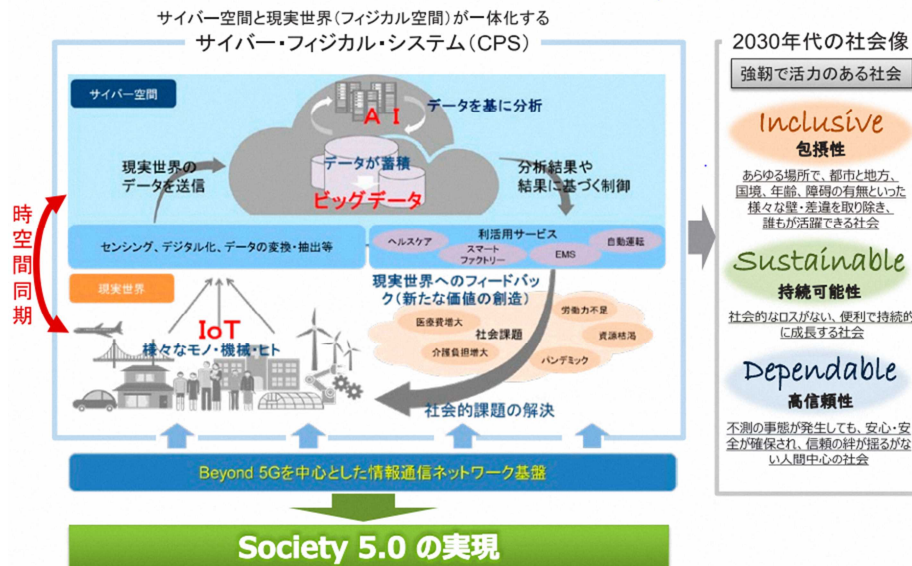 サイバー空間と現実世界（フィジカル空間）が一体化する
サイバー・フィジカル・システム（CPS）
サイバー空間
AI
データを基に分析
現実世界の
データを送信
データが蓄積
ビッグデータ
分析結果や
結果に基づく制御
時空間同期
センシング、デジタル化、データの変換・抽出等
利活用サービス
ヘルスケア
スマート
ファクトリー
EMS
自動運転
現実世界
IoT
様々なモノ・機械・ヒト
現実世界へのフィードバッ
ク（新たな価値の創造）
医療費増大
労働力不足
社会課題
資源枯渇
介護負担増大
パンデミック
社会的課題の解決
Beyond 5Gを中心とした情報通信ネットワーク基盤
Society 5.0 の実現
2030年代の社会像
強靭で活力のある社会
Inclusive
包摂性
あらゆる場所で、都市と地方、
国境、年齢、障碍の有無といった
様々な壁・差違を取り除き、
誰もが活躍できる社会
Sustainable
持続可能性
社会的なロスがない、便利で持続的
に成長する社会
Dependable
高信頼性
不測の事態が発生しても、安心・安
全が確保され、信頼の絆が揺るがな
い人間中心の社会